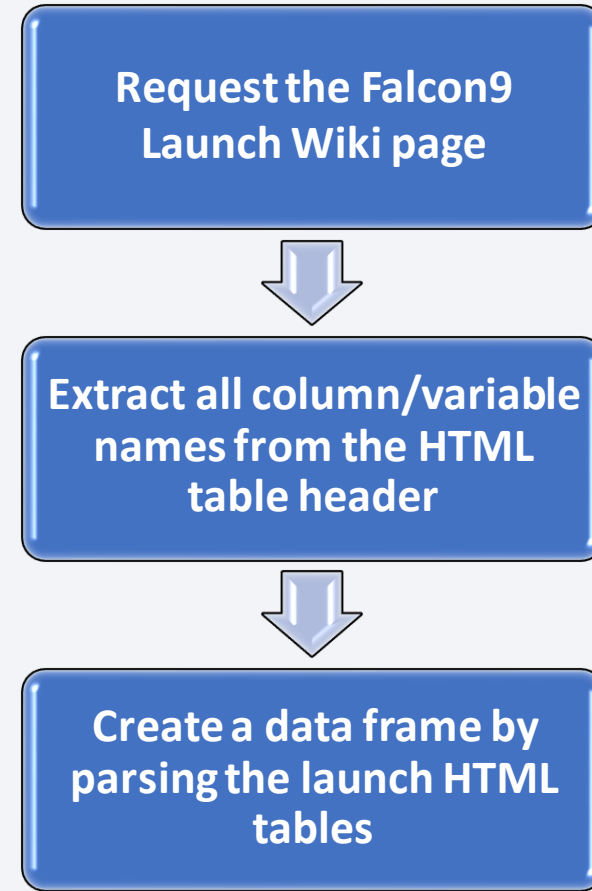 Request the Falcon9
Launch Wiki page
Extract all column/variable
names from the HTML
table header
Create a data frame by
parsing the launch HTML
tables